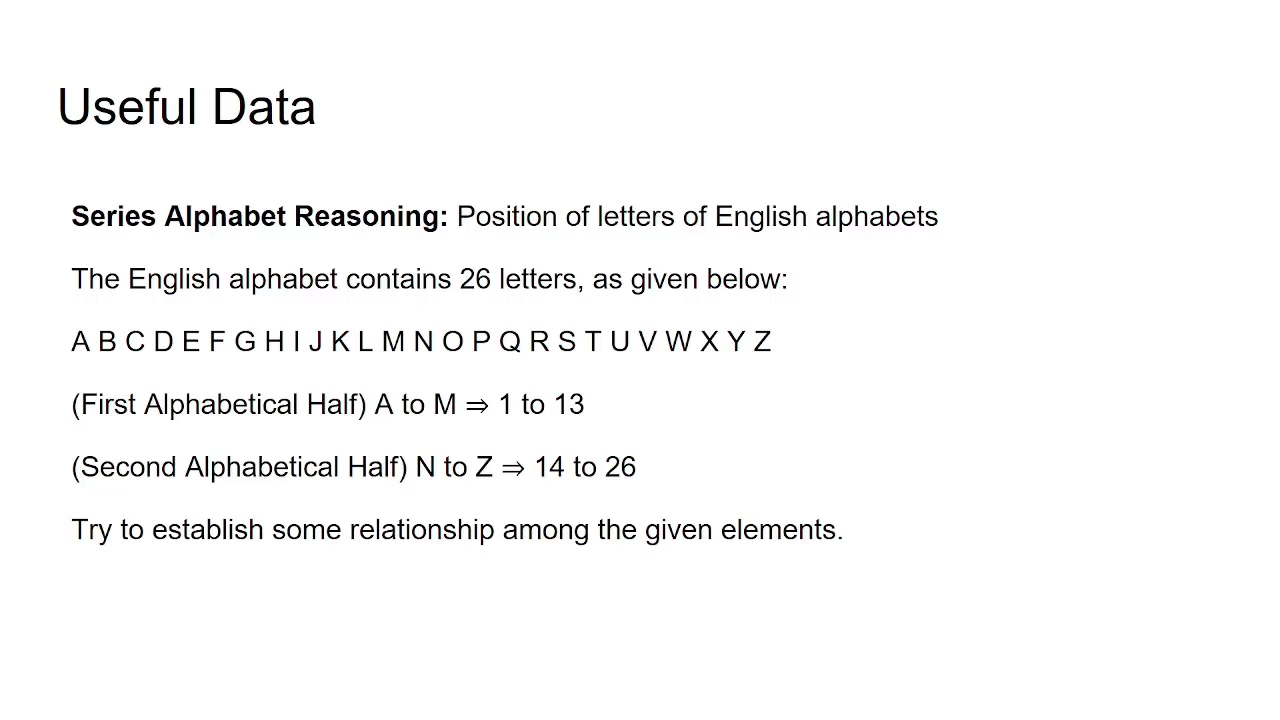 Useful Data
Series Alphabet Reasoning: Position of letters of English alphabets
The English alphabet contains 26 letters, as given below:
A B C D E F G H I J K L M N O P Q R S T U V W X Y Z
(First Alphabetical Half) A to M ⇒ 1 to 13
(Second Alphabetical Half) N to Z ⇒ 14 to 26
Try to establish some relationship among the given elements.